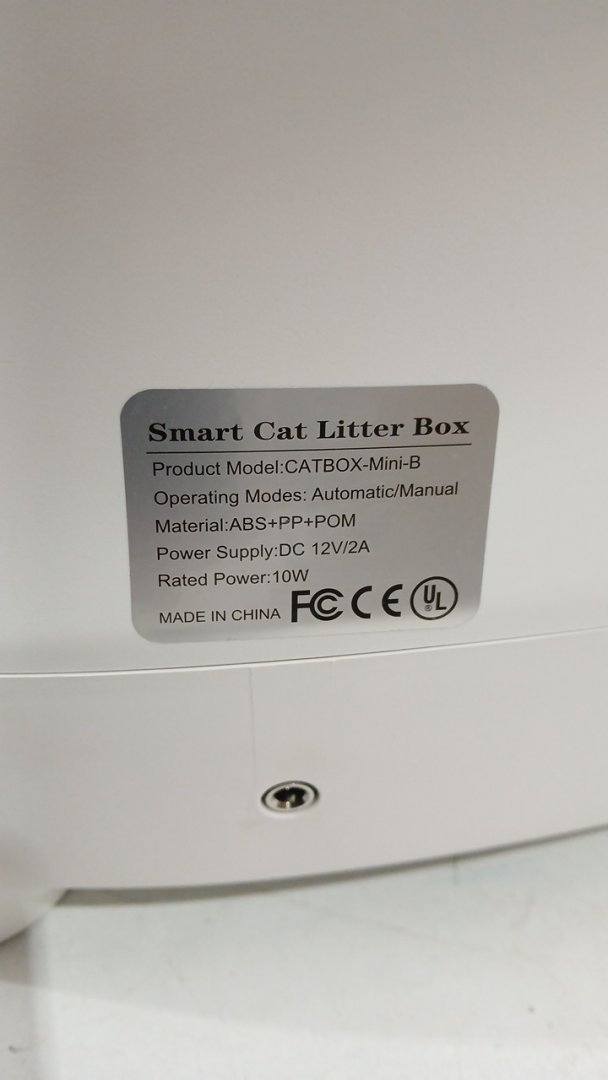 Smart Cat Litter Box
Product Model:CATBOX-Mini-B
Operating Modes: Automatic/Manual
Material:ABS+PP+POM
Power Supply:DC 12V/2A
Rated Power:10W
MADE IN CHINA FC CE UL®